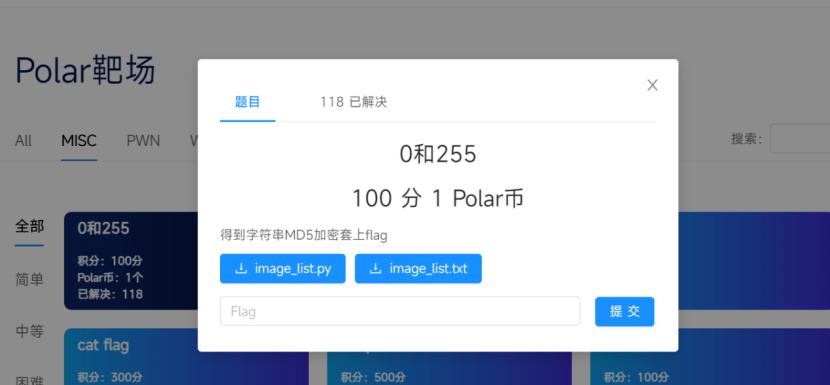 Polar靶场
All MISC PWN W
搜索：
全部
简单
中等
困难
0和255
积分：100分
Polar币：1个
已解决：118
cat flag
积分：300分
积分：500分
积分：100分
题目 118 已解决
0和255
100 分 1 Polar币
得到字符串MD5加密套上flag
image_list.py image_list.txt
Flag 提 交